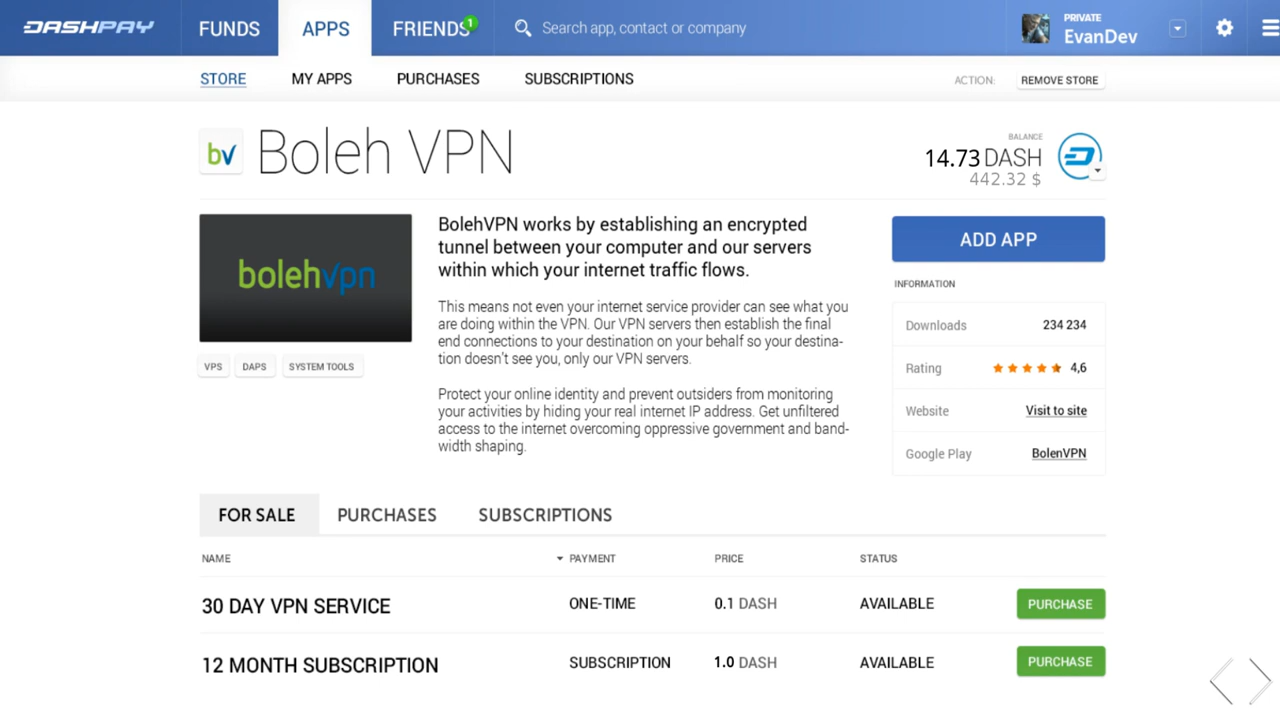 DASHPAY
FUNDS
APPS
FRIENDS 1
Search app, contact or company
PRIVATE
EvanDev
STORE
MY APPS
PURCHASES
SUBSCRIPTIONS
ACTION:
REMOVE STORE
bv
Boleh VPN
BALANCE
14.73 DASH
442.32 $
bolehvpn
VPS
DAPS
SYSTEM TOOLS
BolehVPN works by establishing an encrypted
tunnel between your computer and our servers
within which your internet traffic flows.
This means not even your internet service provider can see what you
are doing within the VPN. Our VPN servers then establish the final
end connections to your destination on your behalf so your destina-
tion doesn't see you, only our VPN servers.
Protect your online identity and prevent outsiders from monitoring
your activities by hiding your real internet IP address. Get unfiltered
access to the internet overcoming oppressive government and band-
width shaping.
ADD APP
INFORMATION
Downloads 234 234
Rating 4,6
Website Visit to site
Google Play BolenVPN
FOR SALE
PURCHASES
SUBSCRIPTIONS
NAME PAYMENT PRICE STATUS
30 DAY VPN SERVICE ONE-TIME 0.1 DASH AVAILABLE PURCHASE
12 MONTH SUBSCRIPTION SUBSCRIPTION 1.0 DASH AVAILABLE PURCHASE